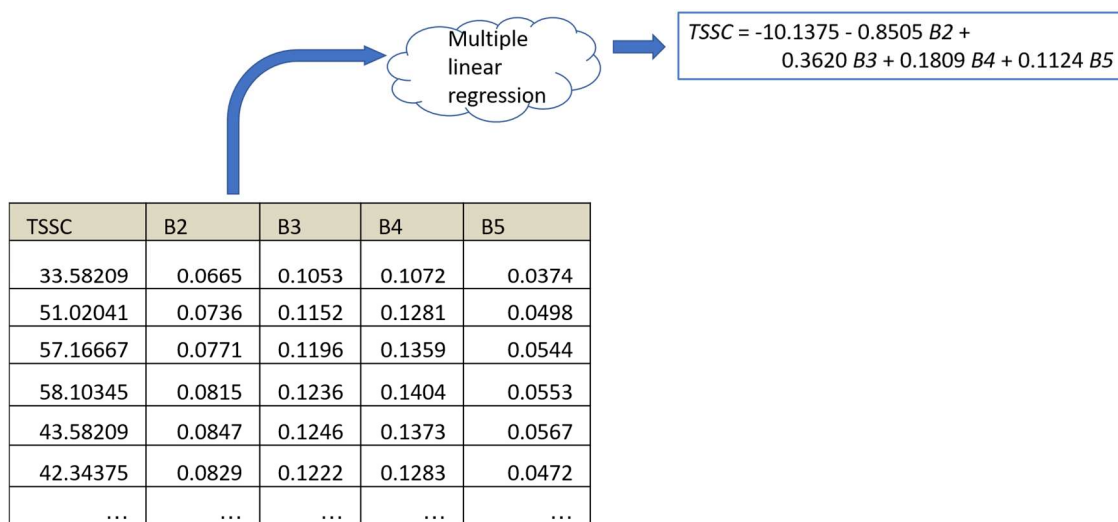 Multiple
linear
regression
TSSC = -10.1375 - 0.8505 B2 +
0.3620 B3 + 0.1809 B4 + 0.1124 B5
TSSC B2 B3 B4 B5
33.58209 0.0665 0.1053 0.1072 0.0374
51.02041 0.0736 0.1152 0.1281 0.0498
57.16667 0.0771 0.1196 0.1359 0.0544
58.10345 0.0815 0.1236 0.1404 0.0553
43.58209 0.0847 0.1246 0.1373 0.0567
42.34375 0.0829 0.1222 0.1283 0.0472
... ... ... ... ...